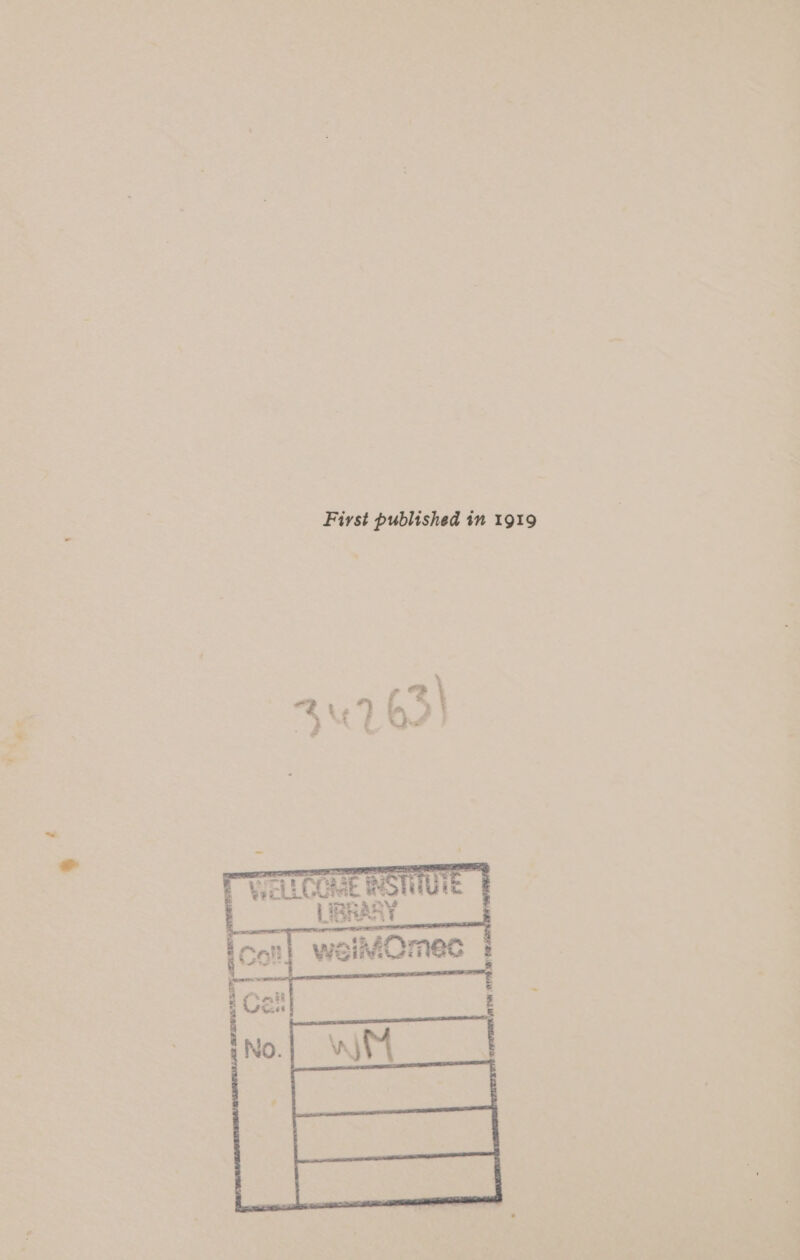 First published in 1919
342631
WELLCOME INSTITUTE
LIBRARY
Coll. welMOmec
Call
No. WM